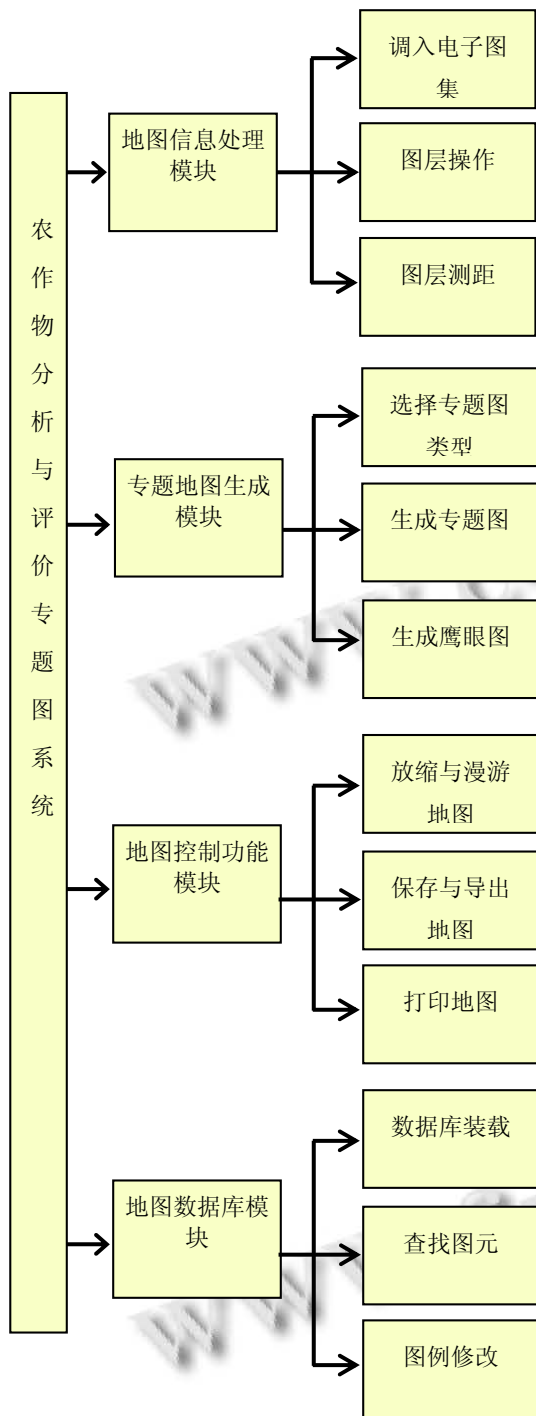 农作物分析与评价专题图系统
地图信息处理
模块
调入电子图
集
图层操作
图层测距
专题地图生成
模块
选择专题图
类型
生成专题图
生成鹰眼图
地图控制功能
模块
放缩与漫游
地图
保存与导出
地图
打印地图
地图数据库模
块
数据库装载
查找图元
图例修改